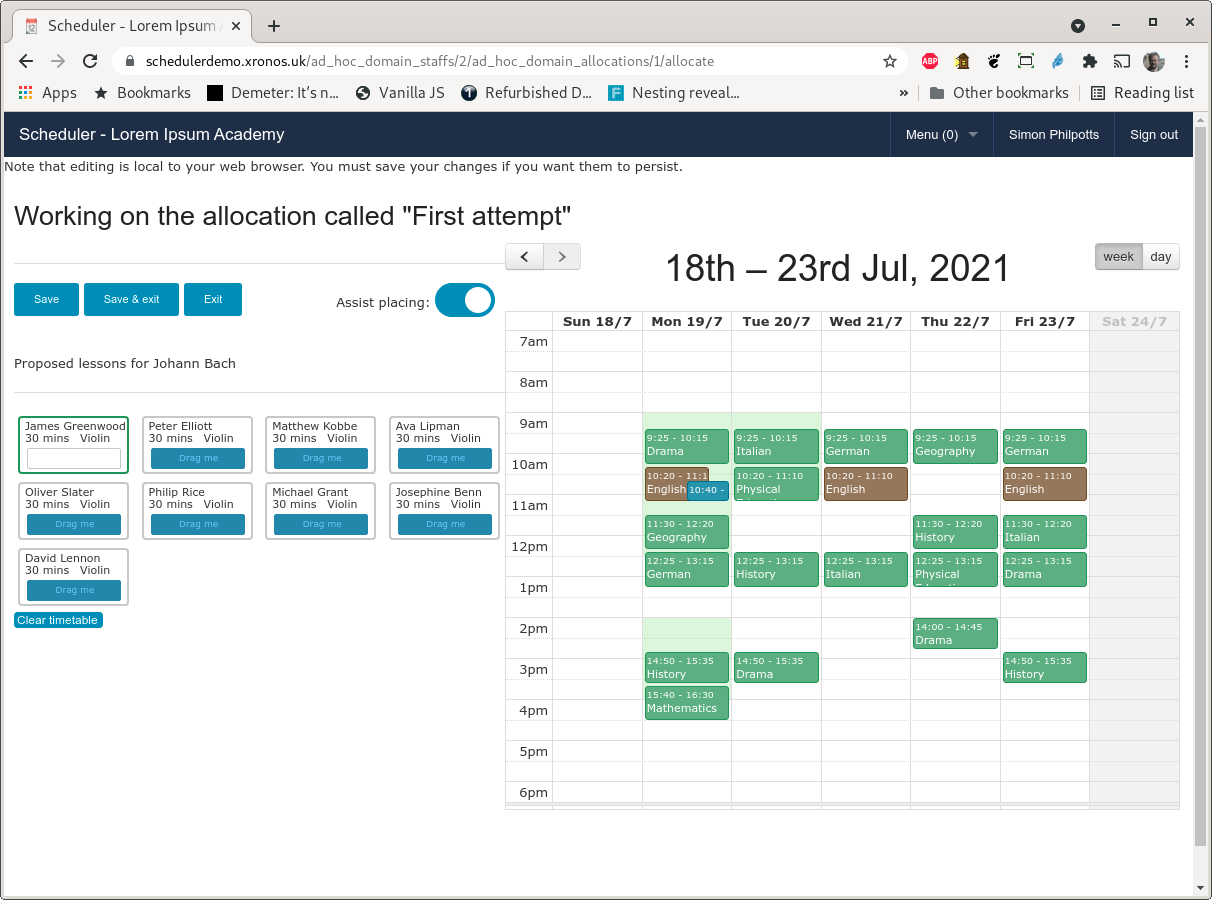 Scheduler - Lorem Ipsum A
schedulerdemo.xronos.uk/ad_hoc_domain_staffs/2/ad_hoc_domain_allocations/1/allocate
ABP
Apps Bookmarks Demeter: It's n... Vanilla JS Refurbished D... Nesting reveal... » Other bookmarks Reading list
Scheduler - Lorem Ipsum Academy Menu (0) Simon Philpotts Sign out
Note that editing is local to your web browser. You must save your changes if you want them to persist.
Working on the allocation called "First attempt"
18th – 23rd Jul, 2021
week day
Save Save & exit Exit Assist placing:
Proposed lessons for Johann Bach
James Greenwood
30 mins Violin
Peter Elliott
30 mins Violin
Drag me
Matthew Kobbe
30 mins Violin
Drag me
Ava Lipman
30 mins Violin
Drag me
Oliver Slater
30 mins Violin
Drag me
Philip Rice
30 mins Violin
Drag me
Michael Grant
30 mins Violin
Drag me
Josephine Benn
30 mins Violin
Drag me
David Lennon
30 mins Violin
Drag me
Clear timetable
Sun 18/7 Mon 19/7 Tue 20/7 Wed 21/7 Thu 22/7 Fri 23/7 Sat 24/7
7am
8am
9am
9:25 - 10:15 9:25 - 10:15 9:25 - 10:15 9:25 - 10:15 9:25 - 10:15
Drama Italian German Geography German
10am
10:20 - 11:1 10:20 - 11:10 10:20 - 11:10 10:20 - 11:10
English 10:40 - Physical English English
11am
11:30 - 12:20 11:30 - 12:20 11:30 - 12:20
Geography History Italian
12pm
12:25 - 13:15 12:25 - 13:15 12:25 - 13:15 12:25 - 13:15 12:25 - 13:15
German History Italian Physical Drama
1pm
2pm
14:00 - 14:45
Drama
3pm
14:50 - 15:35 14:50 - 15:35 14:50 - 15:35
History Drama History
15:40 - 16:30
Mathematics
4pm
5pm
6pm